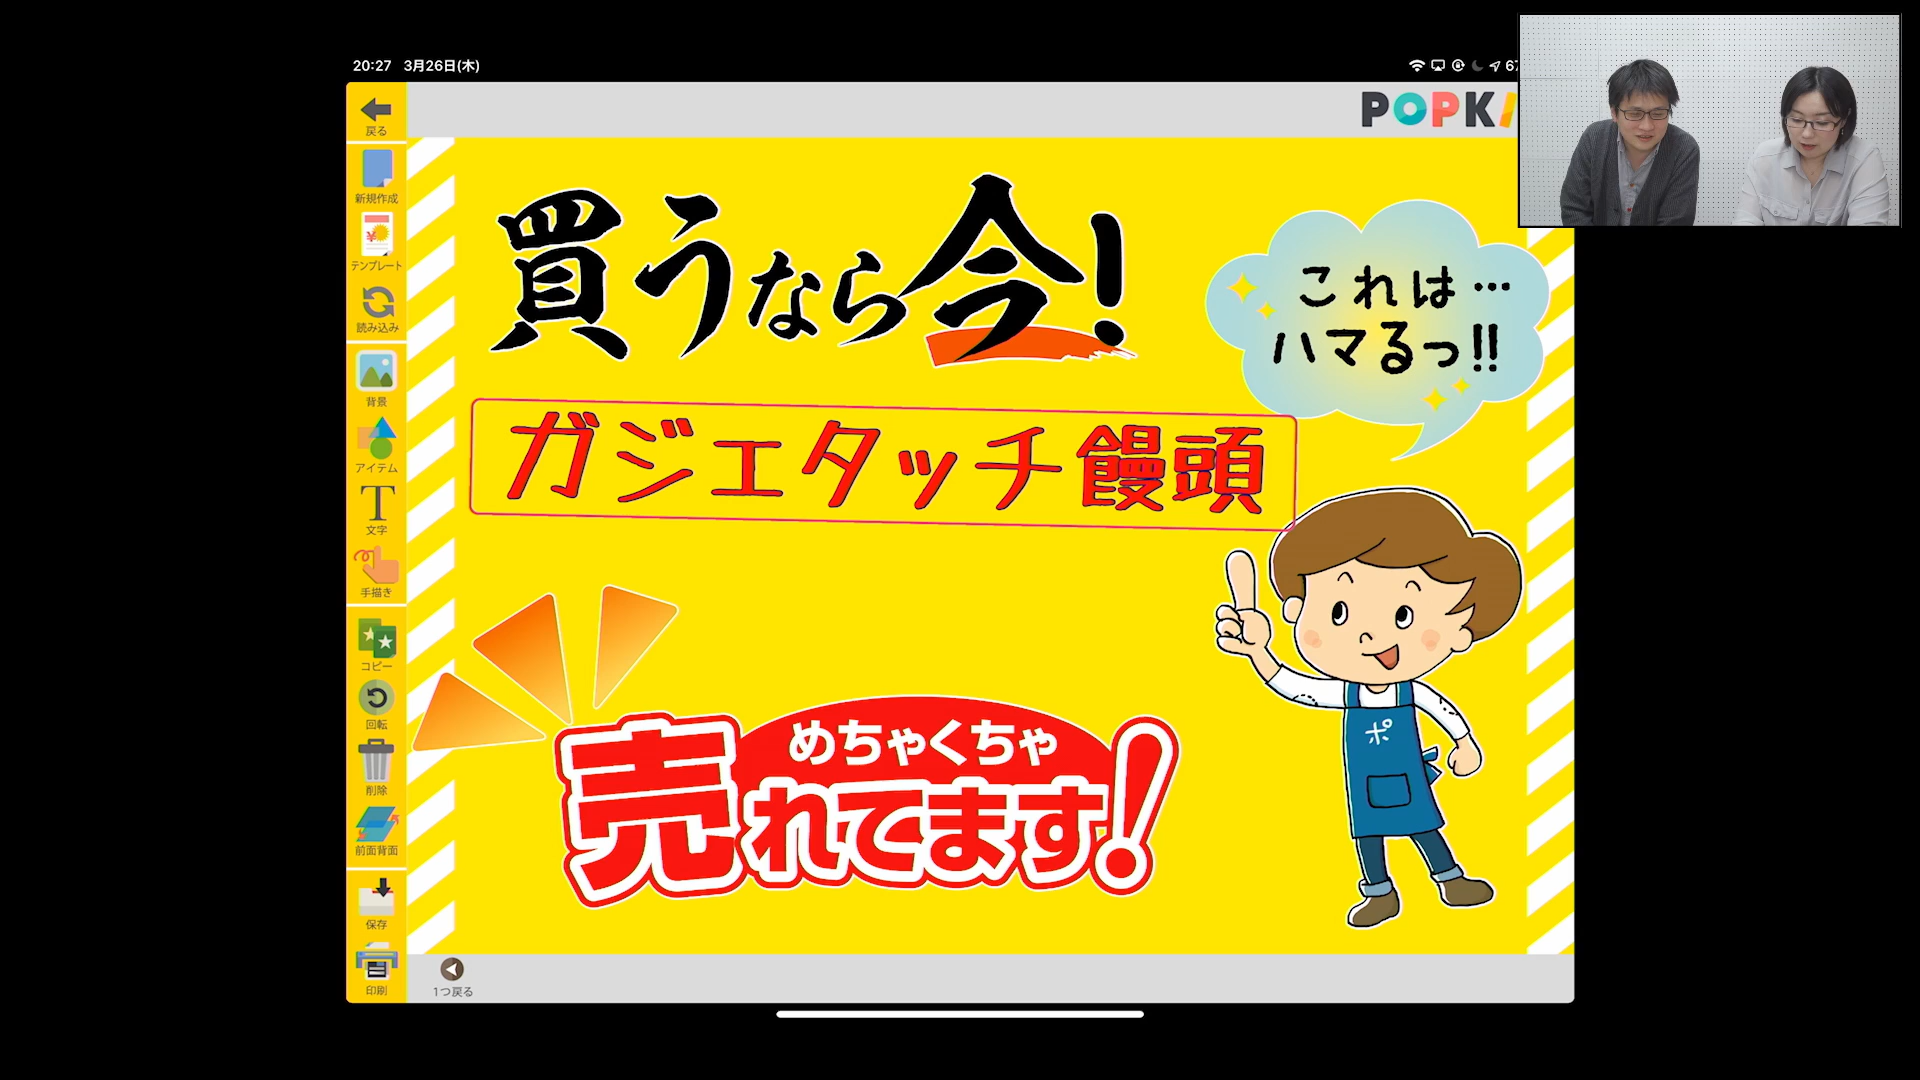 20:27 3月26日(木)
戻る
POPK
新規作成
テンプレート
読み込み
背景
アイテム
文字
手描き
コピー
回転
削除
前面背面
保存
印刷
買うなら今!
これは…
ハマるっ!!
ガジェタッチ饅頭
ポ
めちゃくちゃ
売れてます!
1つ戻る